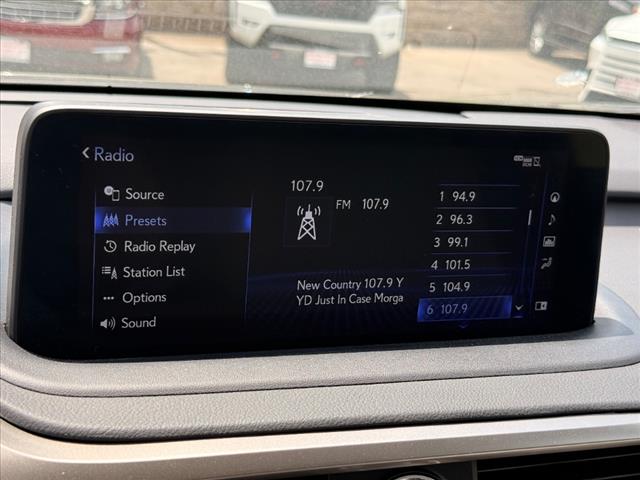 Radio
Source
Presets
Radio Replay
Station List
Options
Sound
107.9
FM 107.9
New Country 107.9 Y
YD Just In Case Morga
1 94.9
2 96.3
3 99.1
4 101.5
5 104.9
6 107.9